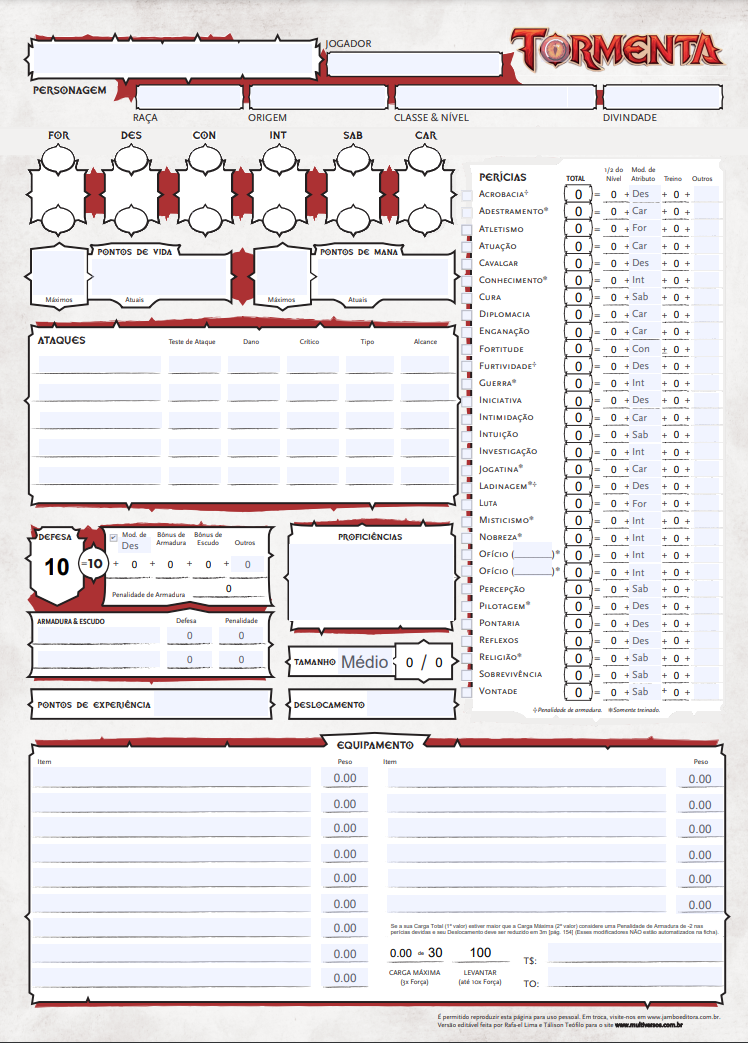 JOGADOR
TORMENTA
PERSONAGEM
RAÇA ORIGEM CLASSE & NÍVEL DIVINDADE
FOR DES CON INT SAB CAR
PONTOS DE VIDA PONTOS DE MANA
Máximos Atuais Máximos Atuais
ATAQUES Teste de Ataque Dano Crítico Tipo Alcance
DEFESA Mod. de Bônus de Bônus de
Des Armadura Escudo Outros
10 =10 + 0 + 0 + 0 + 0
Penalidade de Armadura 0
ARMADURA & ESCUDO Defesa Penalidade
0 0
0 0
PROFICIÊNCIAS
TAMANHO Médio 0 / 0
PONTOS DE EXPERIÊNCIA DESLOCAMENTO
PERÍCIAS TOTAL 1/2 do Nível Mod. de Atributo Treino Outros
ACROBACIA✢ 0 = 0 + Des + 0 +
ADESTRAMENTO* 0 = 0 + Car + 0 +
ATLETISMO 0 = 0 + For + 0 +
ATUAÇÃO 0 = 0 + Car + 0 +
CAVALGAR 0 = 0 + Des + 0 +
CONHECIMENTO* 0 = 0 + Int + 0 +
CURA 0 = 0 + Sab + 0 +
DIPLOMACIA 0 = 0 + Car + 0 +
ENGANAÇÃO 0 = 0 + Car + 0 +
FORTITUDE 0 = 0 + Con + 0 +
FURTIVIDADE✢ 0 = 0 + Des + 0 +
GUERRA* 0 = 0 + Int + 0 +
INICIATIVA 0 = 0 + Des + 0 +
INTIMIDAÇÃO 0 = 0 + Car + 0 +
INTUIÇÃO 0 = 0 + Sab + 0 +
INVESTIGAÇÃO 0 = 0 + Int + 0 +
JOGATINA* 0 = 0 + Car + 0 +
LADINAGEM*✢ 0 = 0 + Des + 0 +
LUTA 0 = 0 + For + 0 +
MISTICISMO* 0 = 0 + Int + 0 +
NOBREZA* 0 = 0 + Int + 0 +
OFÍCIO ( )* 0 = 0 + Int + 0 +
OFÍCIO ( )* 0 = 0 + Int + 0 +
PERCEPÇÃO 0 = 0 + Sab + 0 +
PILOTAGEM* 0 = 0 + Des + 0 +
PONTARIA 0 = 0 + Des + 0 +
REFLEXOS 0 = 0 + Des + 0 +
RELIGIÃO* 0 = 0 + Sab + 0 +
SOBREVIVÊNCIA 0 = 0 + Sab + 0 +
VONTADE 0 = 0 + Sab + 0 +
✢Penalidade de armadura. *Somente treinado.
EQUIPAMENTO
Item Peso Item Peso
0.00 0.00
0.00 0.00
0.00 0.00
0.00 0.00
0.00 0.00
0.00 0.00
0.00
0.00
0.00
Se a sua Carga Total (1º valor) estiver maior que a Carga Máxima (2º valor) considere uma Penalidade de Armadura de -2 nas
perícias devidas e seu Deslocamento deve ser reduzido em 3m [pág. 154] (Esses modificadores NÃO estão automatizados na ficha).
0.00 de 30 100 T$:
CARGA MÁXIMA LEVANTAR
(3x Força) (até 10x Força) TO:
É permitido reproduzir esta página para uso pessoal. Em troca, visite-nos em www.jamboeditora.com.br.
Versão editável feita por Rafa-el Lima e Tálison Teófilo para o site www.multiversos.com.br